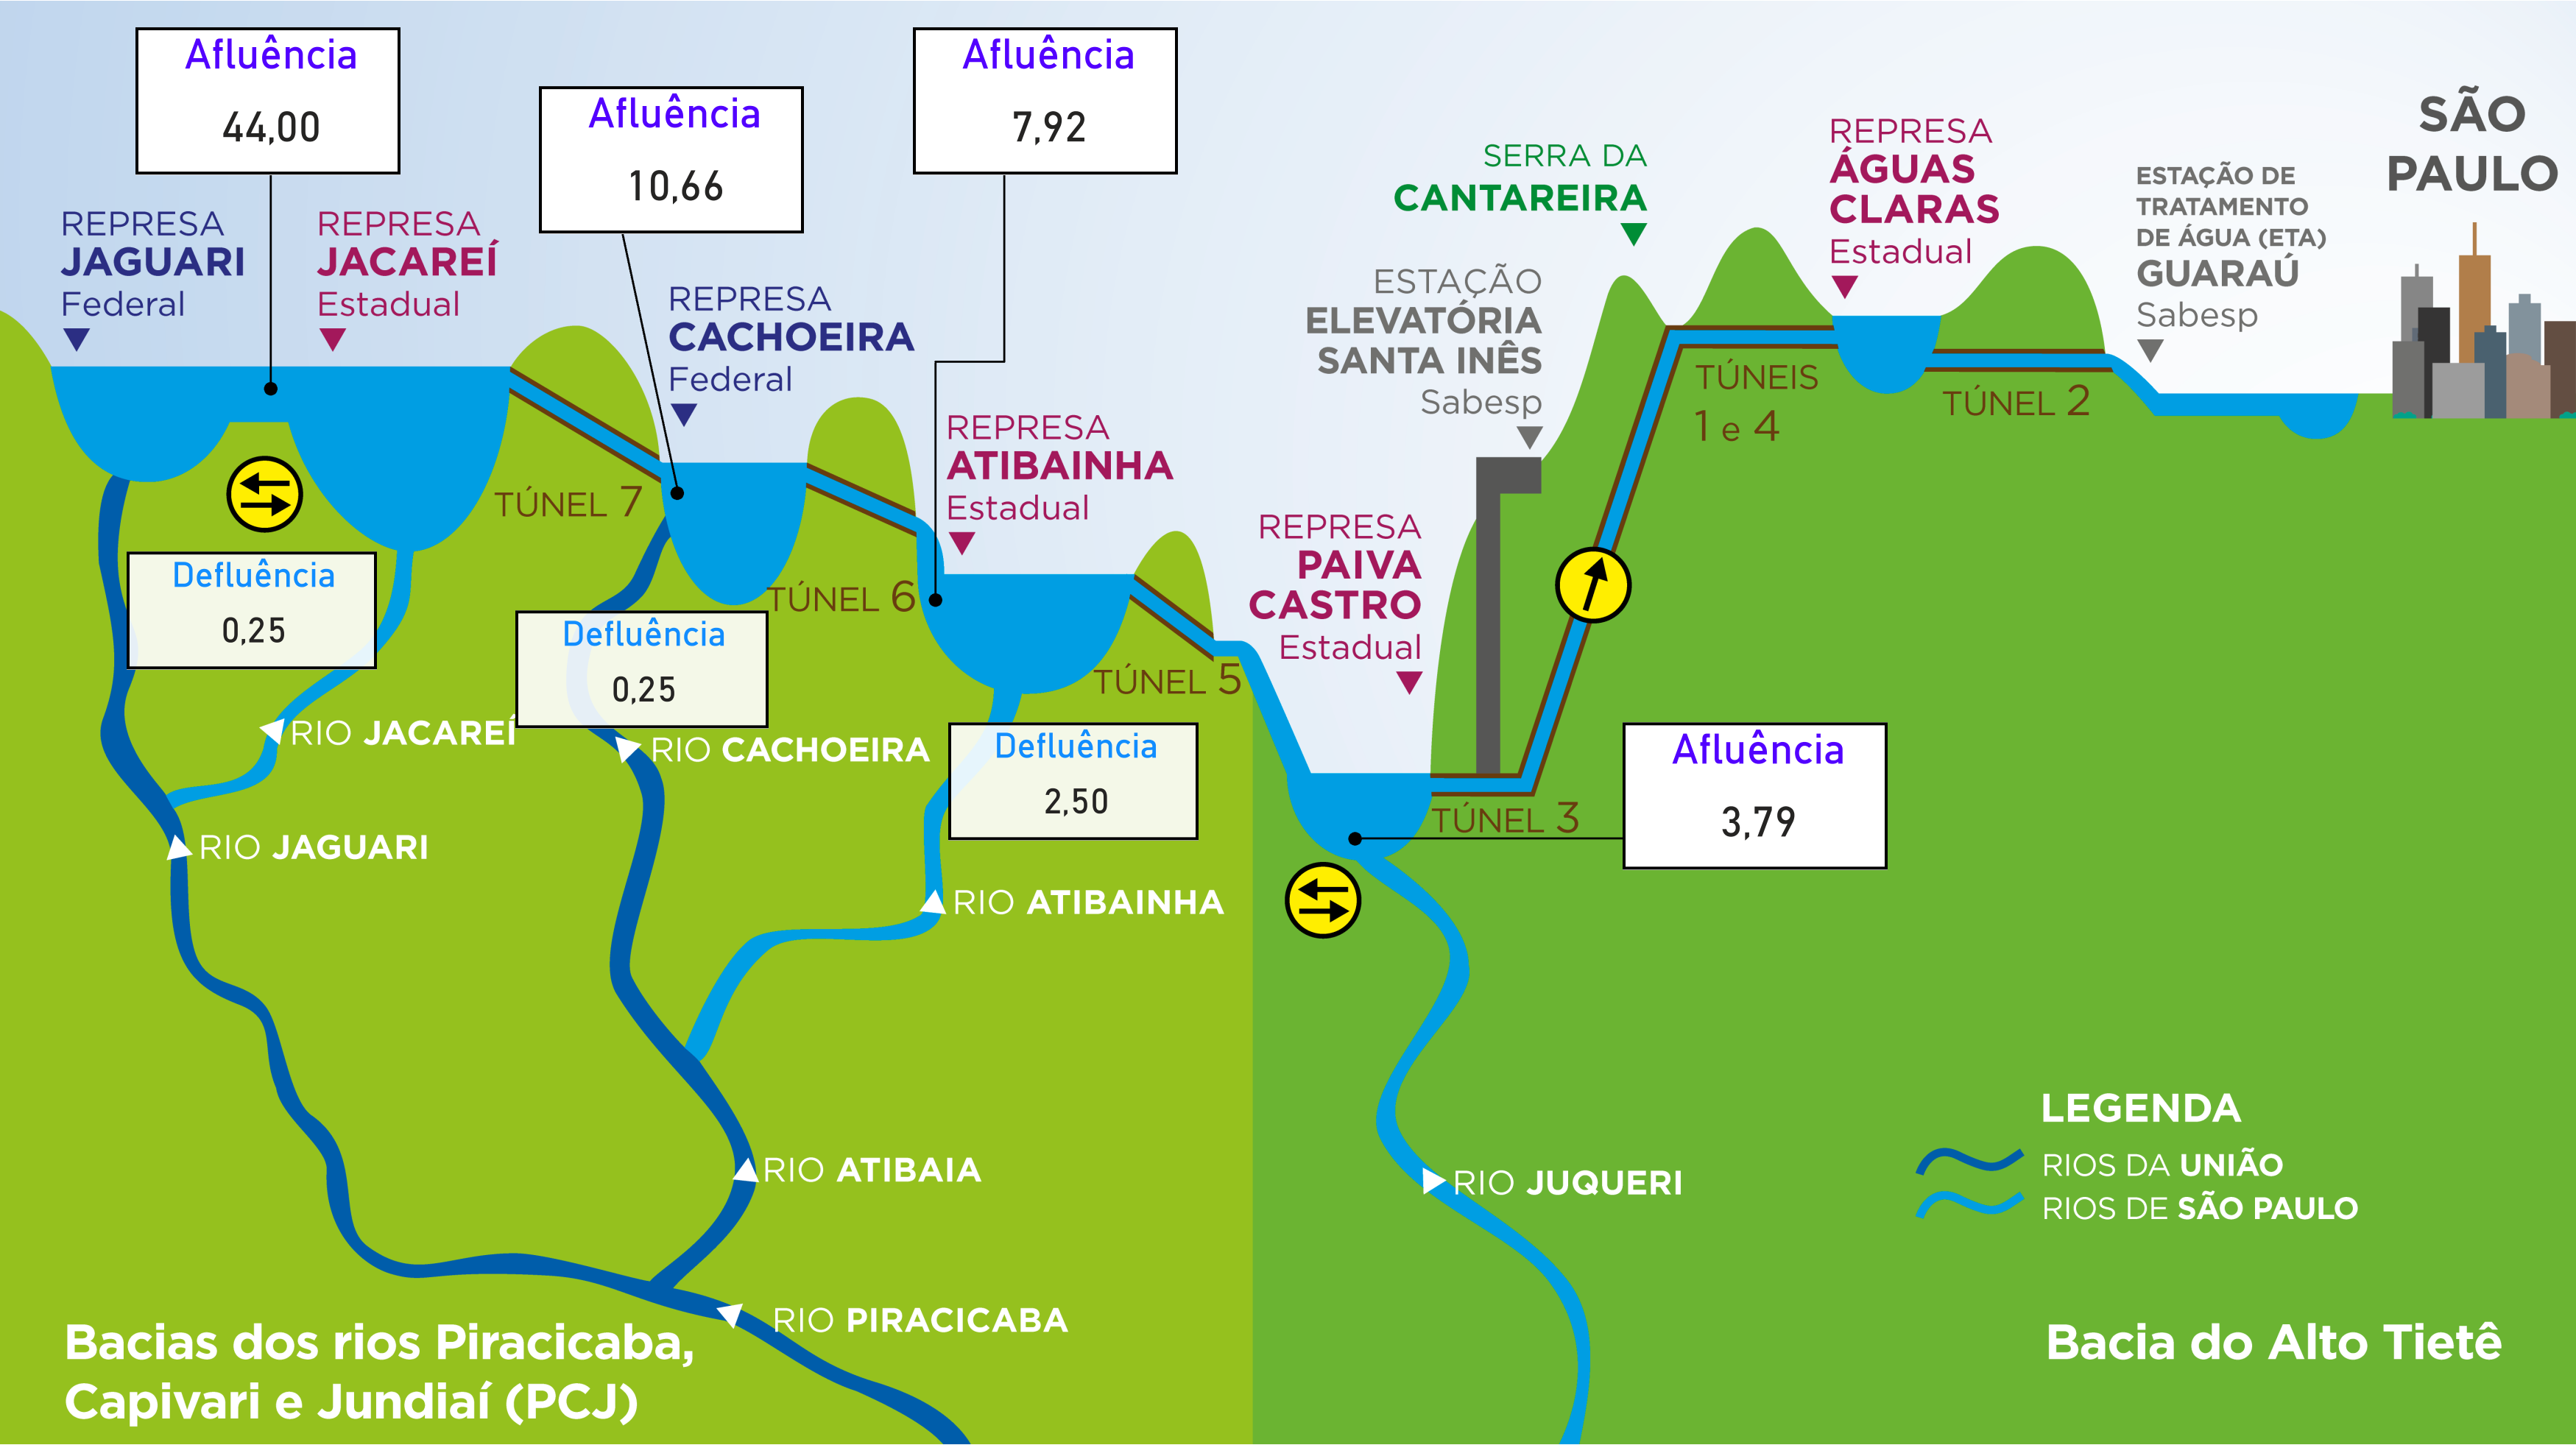 Afluência
44,00
Afluência
10,66
Afluência
7,92
REPRESA
JAGUARI
Federal
REPRESA
JACAREÍ
Estadual
REPRESA
CACHOEIRA
Federal
REPRESA
ATIBAINHA
Estadual
SERRA DA
CANTAREIRA
ESTAÇÃO
ELEVATÓRIA
SANTA INÊS
Sabesp
REPRESA
ÁGUAS
CLARAS
Estadual
ESTAÇÃO DE
TRATAMENTO
DE ÁGUA (ETA)
GUARAÚ
Sabesp
SÃO
PAULO
TÚNEL 7
TÚNEL 6
TÚNEL 5
REPRESA
PAIVA
CASTRO
Estadual
TÚNEIS
1 e 4
TÚNEL 2
TÚNEL 3
Defluência
0,25
Defluência
0,25
Defluência
2,50
Afluência
3,79
RIO JACAREÍ
RIO CACHOEIRA
RIO JAGUARI
RIO ATIBAINHA
RIO ATIBAIA
RIO JUQUERI
RIO PIRACICABA
LEGENDA
RIOS DA UNIÃO
RIOS DE SÃO PAULO
Bacias dos rios Piracicaba,
Capivari e Jundiaí (PCJ)
Bacia do Alto Tietê